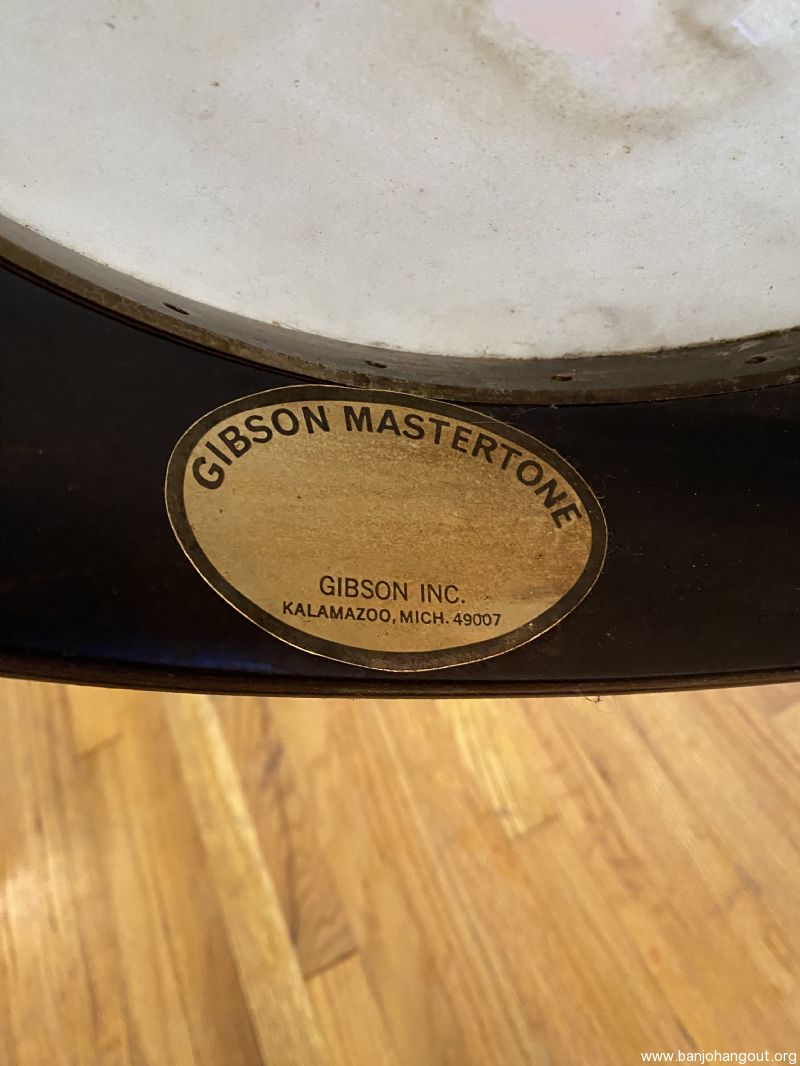 GIBSON MASTERTONE
GIBSON INC.
KALAMAZOO, MICH. 49007
www.banjohangout.org